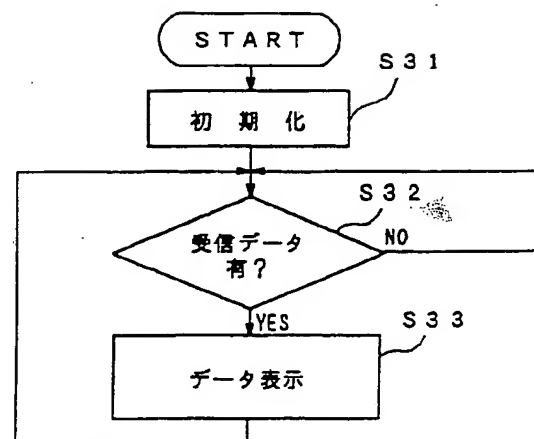 START
S31
初期化
S32
受信データ
有?
NO
YES
S33
データ表示